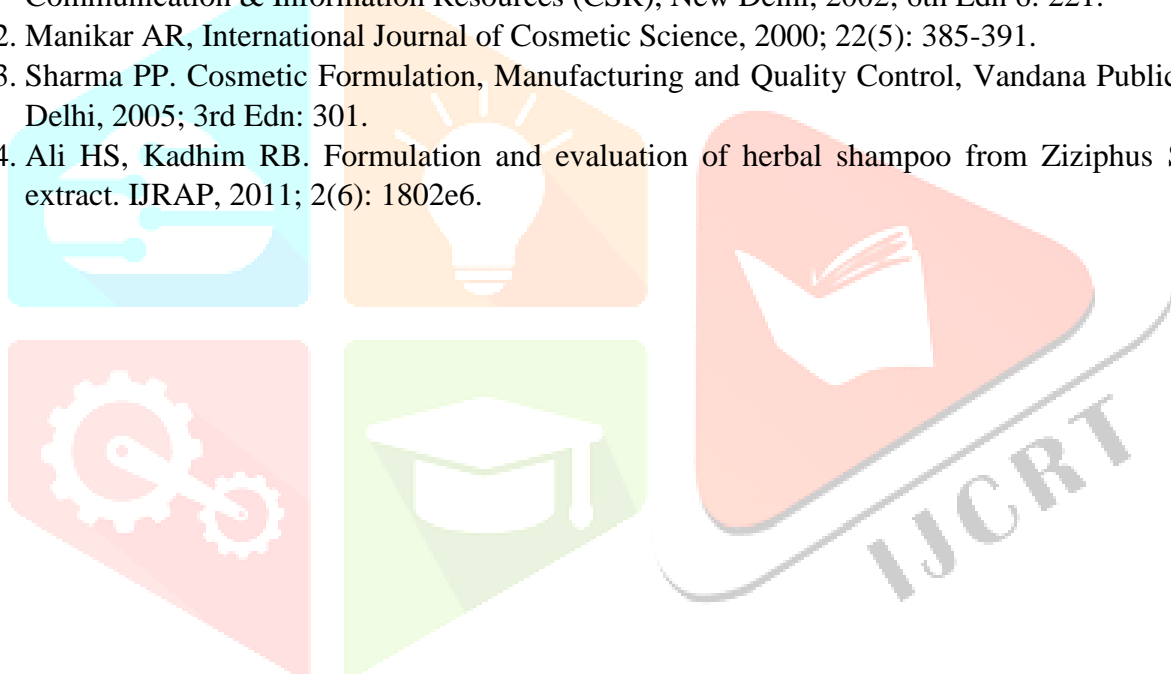 Communication & Information Resources (CSR), New Delhi, 2002; 6th Edn 6: 221.
2. Manikar AR, International Journal of Cosmetic Science, 2000; 22(5): 385-391.
3. Sharma PP. Cosmetic Formulation, Manufacturing and Quality Control, Vandana Public
Delhi, 2005; 3rd Edn: 301.
4. Ali HS, Kadhim RB. Formulation and evaluation of herbal shampoo from Ziziphus S
extract. IJRAP, 2011; 2(6): 1802e6.
IJCRT